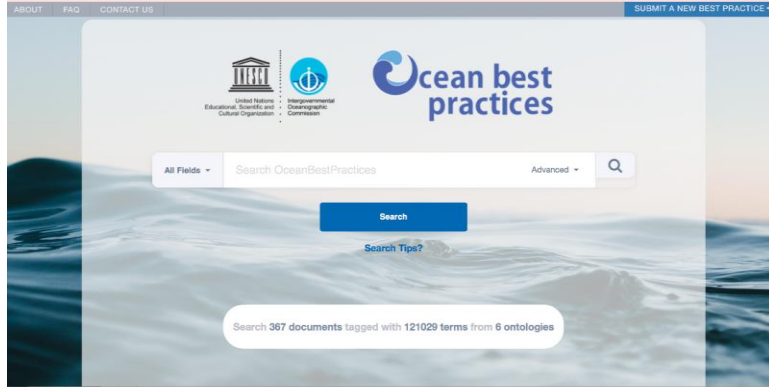 ABOUT FAQ CONTACT US SUBMIT A NEW BEST PRACTICE
UNESCO
United Nations
Educational, Scientific and
Cultural Organization
Intergovernmental
Oceanographic
Commission
Ocean best
practices
All Fields Search OceanBestPractices Advanced
Search
Search Tips?
Search 367 documents tagged with 121029 terms from 6 ontologies